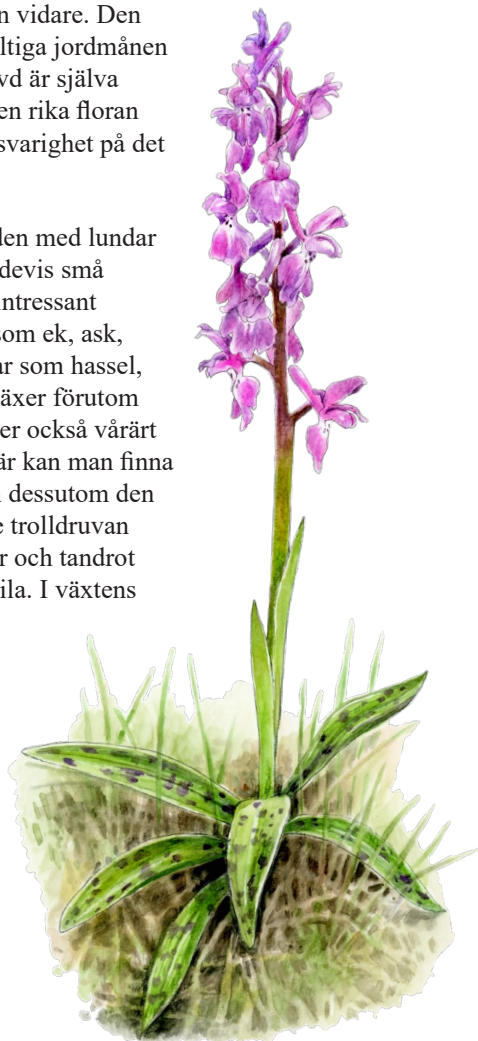 n vidare. Den
ltiga jordmånen
vd är själva
en rika floran
svarighet på det
den med lundar
devis små
intressant
som ek, ask,
ar som hassel,
äxer förutom
er också vårärt
är kan man finna
n dessutom den
e trolldruvan
r och tandrot
ila. I växtens